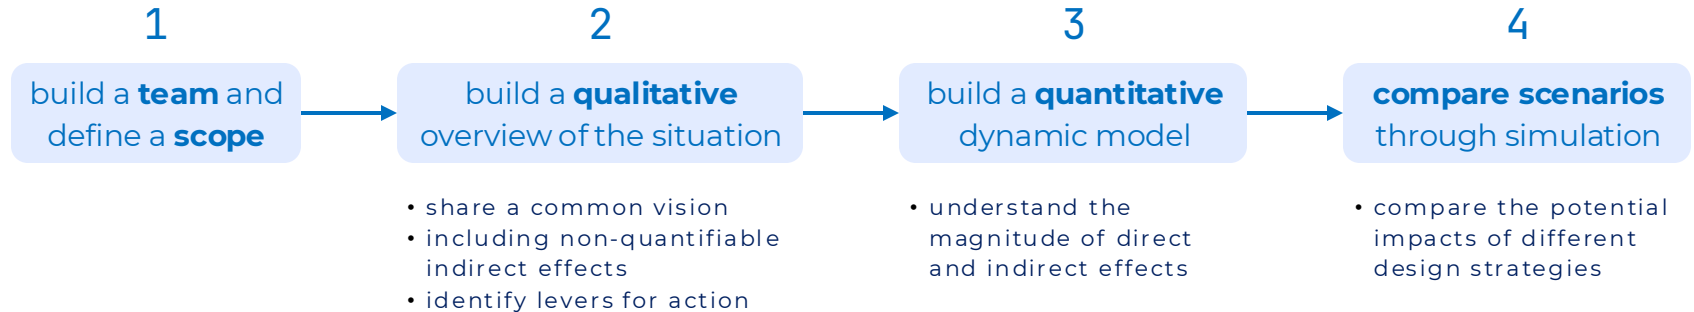 1
build a team and
define a scope
2
build a qualitative
overview of the situation
• share a common vision
• including non-quantifiable
indirect effects
• identify levers for action
3
build a quantitative
dynamic model
• understand the
magnitude of direct
and indirect effects
4
compare scenarios
through simulation
• compare the potential
impacts of different
design strategies